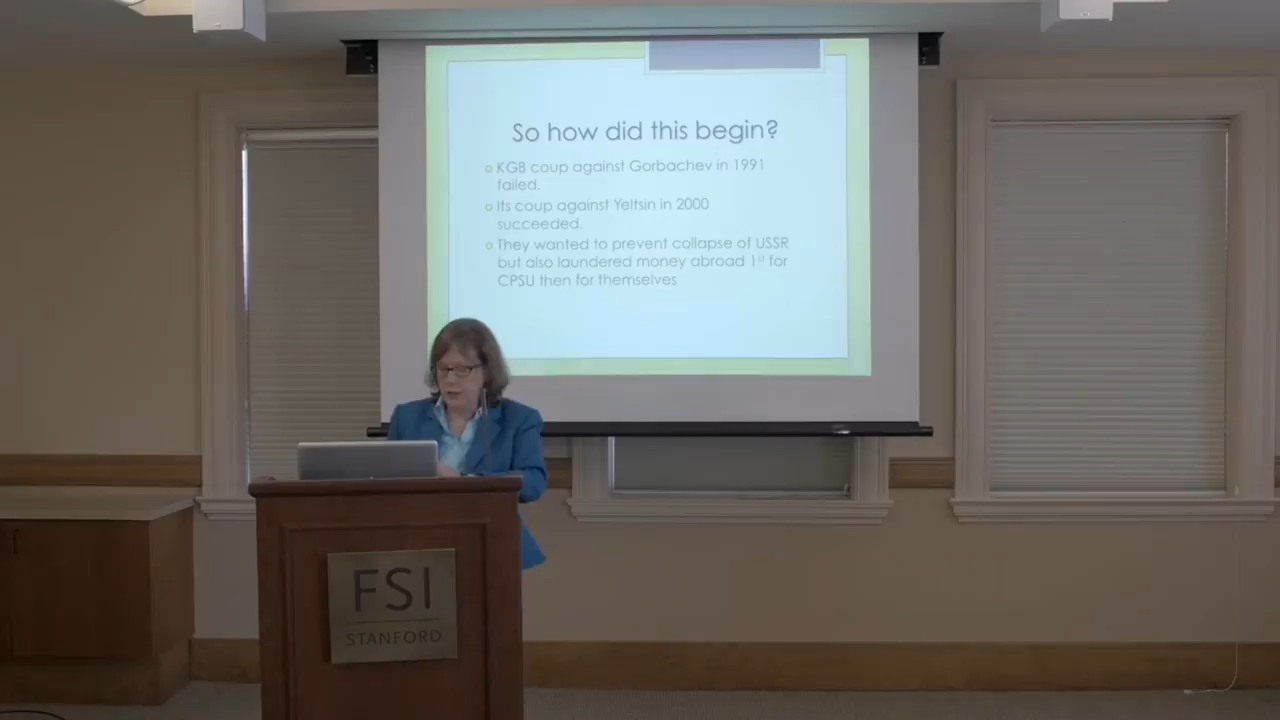 So how did this begin?
KGB coup against Gorbachev in 1991
failed.
Its coup against Yeltsin in 2000
succeeded.
They wanted to prevent collapse of USSR
but also laundered money abroad 1st for
CPSU then for themselves
FSI
STANFORD